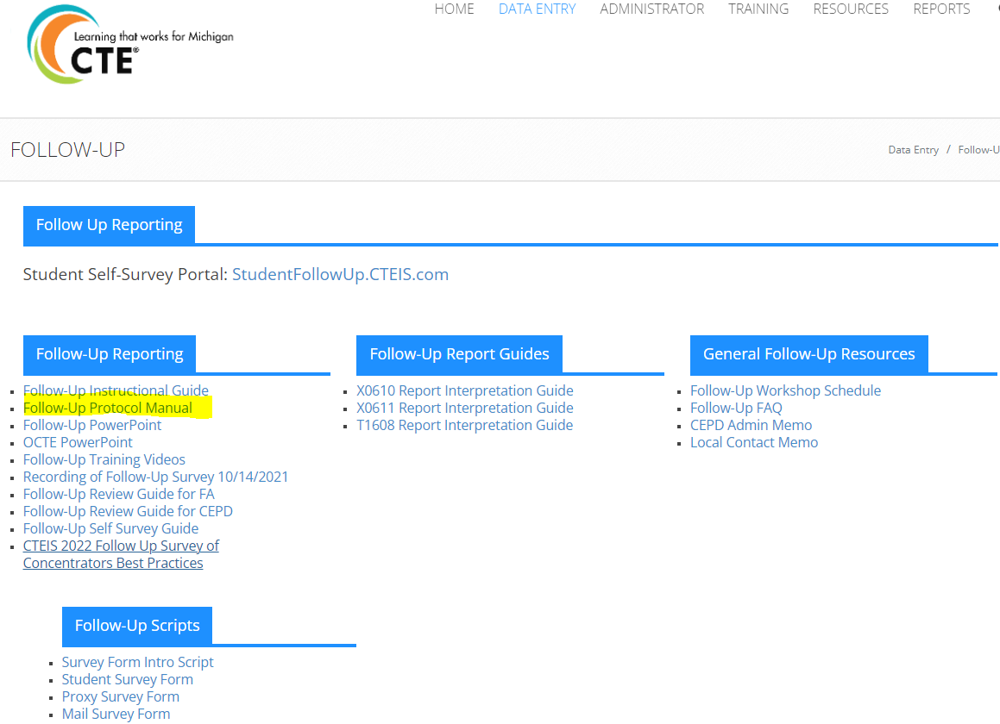 HOME DATA ENTRY ADMINISTRATOR TRAINING RESOURCES REPORTS
Learning that works for Michigan
CTE®
FOLLOW-UP
Data Entry / Follow-U
Follow Up Reporting
Student Self-Survey Portal: StudentFollowUp.CTEIS.com
Follow-Up Reporting
Follow-Up Instructional Guide
Follow-Up Protocol Manual
Follow-Up PowerPoint
OCTE PowerPoint
Follow-Up Training Videos
Recording of Follow-Up Survey 10/14/2021
Follow-Up Review Guide for FA
Follow-Up Review Guide for CEPD
Follow-Up Self Survey Guide
CTEIS 2022 Follow Up Survey of
Concentrators Best Practices
Follow-Up Report Guides
X0610 Report Interpretation Guide
X0611 Report Interpretation Guide
T1608 Report Interpretation Guide
General Follow-Up Resources
Follow-Up Workshop Schedule
Follow-Up FAQ
CEPD Admin Memo
Local Contact Memo
Follow-Up Scripts
Survey Form Intro Script
Student Survey Form
Proxy Survey Form
Mail Survey Form